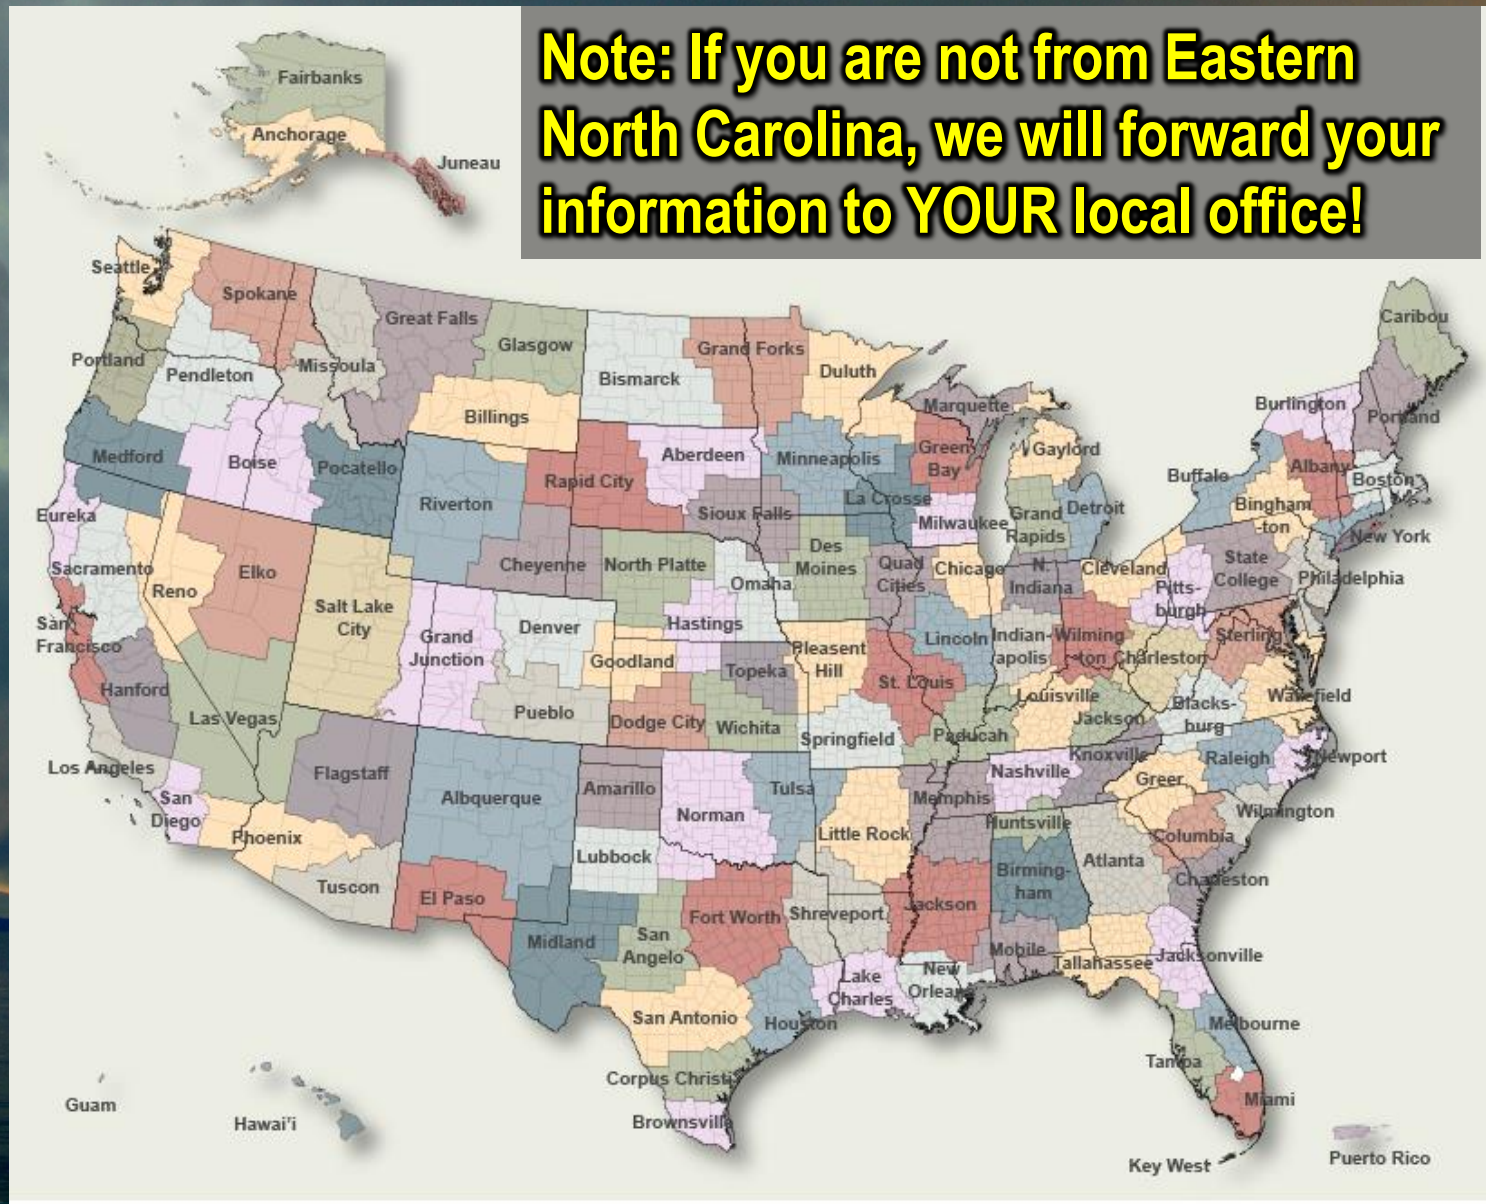 Note: If you are not from Eastern
North Carolina, we will forward your
information to YOUR local office!
Fairbanks
Anchorage
Juneau
Seattle
Spokane
Great Falls
Glasgow
Bismarck
Grand Forks
Duluth
Caribou
Portland
Pendleton
Missoula
Billings
Marquette
Burlington
Portland
Medford
Boise
Pocatello
Riverton
Rapid City
Aberdeen
Minneapolis
Green
Bay
Gaylord
Buffalo
Albany
Boston
Eureka
Sioux Falls
La Crosse
Milwaukee
Grand
Rapids
Detroit
Bingham
-ton
New York
Sacramento
Reno
Elko
Salt Lake
City
Cheyenne
North Platte
Omaha
Des
Moines
Quad
Cities
Chicago
N.
Indiana
Cleveland
Pitts-
burgh
State
College
Philadelphia
San
Francisco
Hanford
Grand
Junction
Denver
Hastings
Goodland
Topeka
Pleasent
Hill
St. Louis
Lincoln
Indian-
apolis
Wilming
-ton
Charleston
Sterling
Las Vegas
Pueblo
Dodge City
Wichita
Springfield
Paducah
Louisville
Jackson
Blacks-
burg
Wakefield
Los Angeles
San
Diego
Flagstaff
Albquerque
Amarillo
Norman
Tulsa
Memphis
Nashville
Knoxville
Greer
Raleigh
Newport
Phoenix
Tuscon
El Paso
Lubbock
Little Rock
Huntsville
Birming-
ham
Atlanta
Columbia
Wilmington
Charleston
Midland
San
Angelo
Fort Worth
Shreveport
Jackson
Mobile
Tallahassee
Jacksonville
San Antonio
Houston
Lake
Charles
New
Orleans
Melbourne
Tampa
Miami
Corpus Christi
Brownsville
Key West
Guam
Hawai'i
Puerto Rico